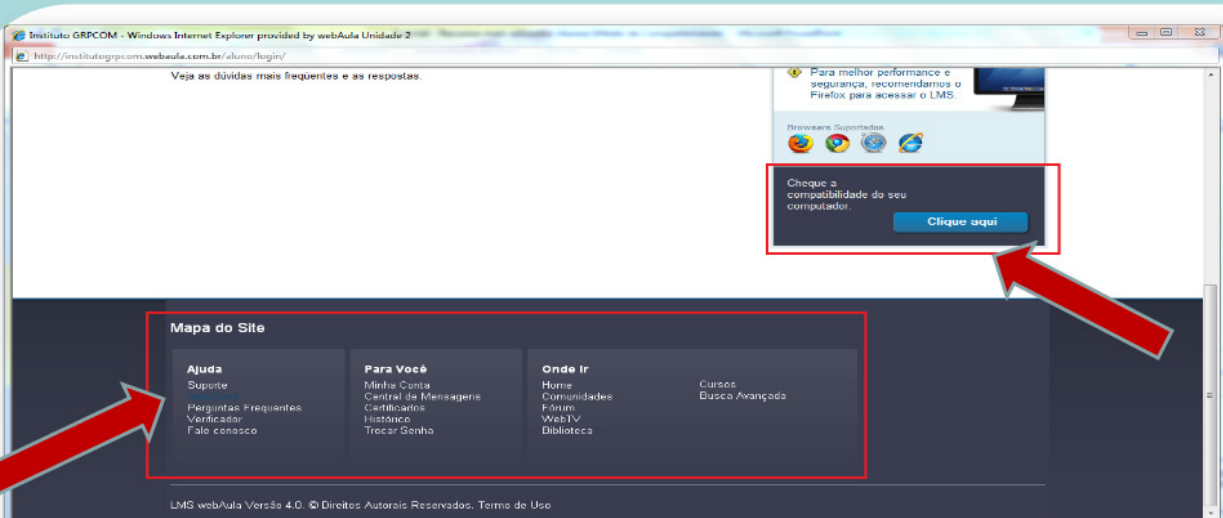 Instituto GRPCOM - Windows Internet Explorer provided by webAula Unidade 2
http://institutogrpcom.webaula.com.br/aluno/login/
Veja as dúvidas mais freqüentes e as respostas.
Para melhor performance e
segurança, recomendamos o
Firefox para acessar o LMS.
Browsers Suportados
Cheque a
compatibilidade do seu
computador.
Clique aqui
Mapa do Site
Ajuda
Suporte
Perguntas Frequentes
Verificador
Fale conosco
Para Você
Minha Conta
Central de Mensagens
Certificados
Histórico
Trocar Senha
Onde Ir
Home
Comunidades
Fórum
WebTV
Biblioteca
Cursos
Busca Avançada
LMS webAula Versão 4.0. © Direitos Autorais Reservados. Termo de Uso